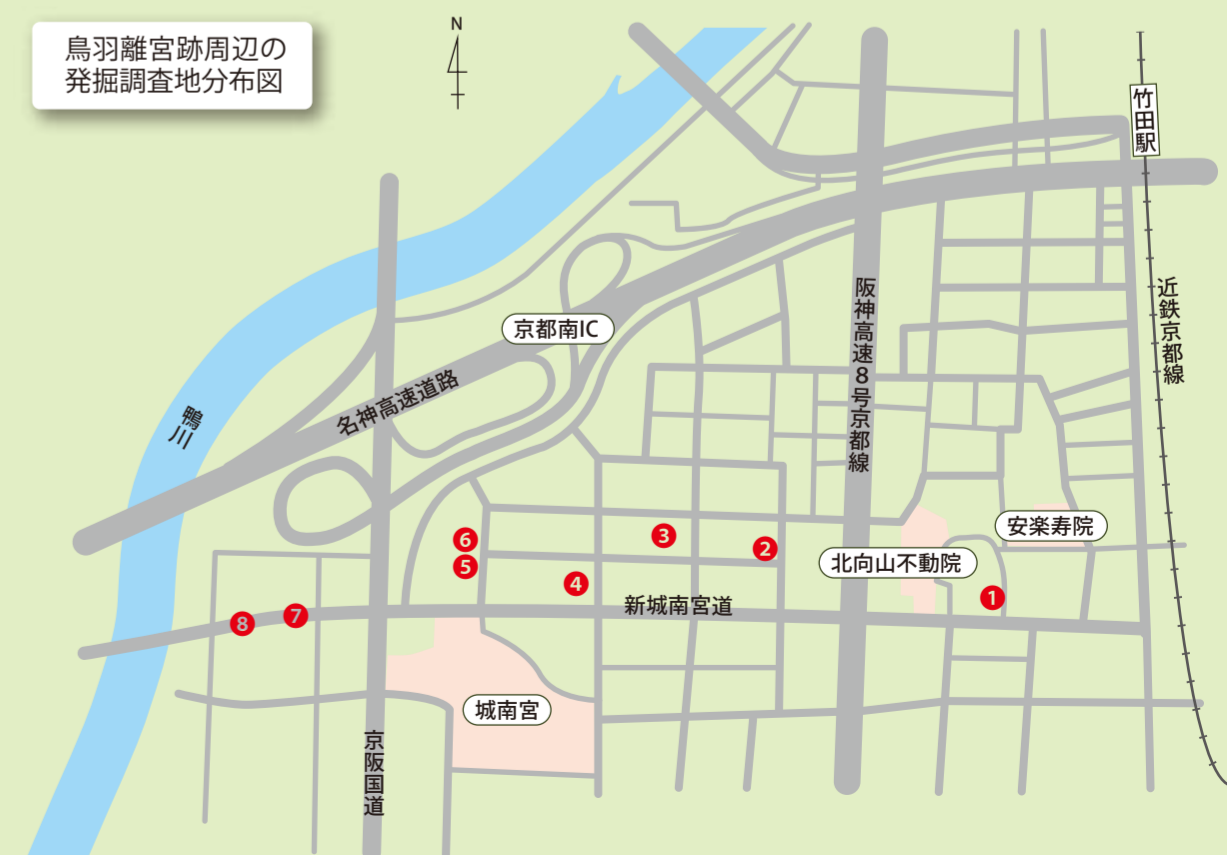 鳥羽離宮跡周辺の
発掘調査地分布図
N
竹田駅
近鉄京都線
阪神高速8号京都線
京都南IC
名神高速道路
鴨川
安楽寿院
北向山不動院
新城南宮道
城南宮
京阪国道
6
5
4
3
2
1
8
7